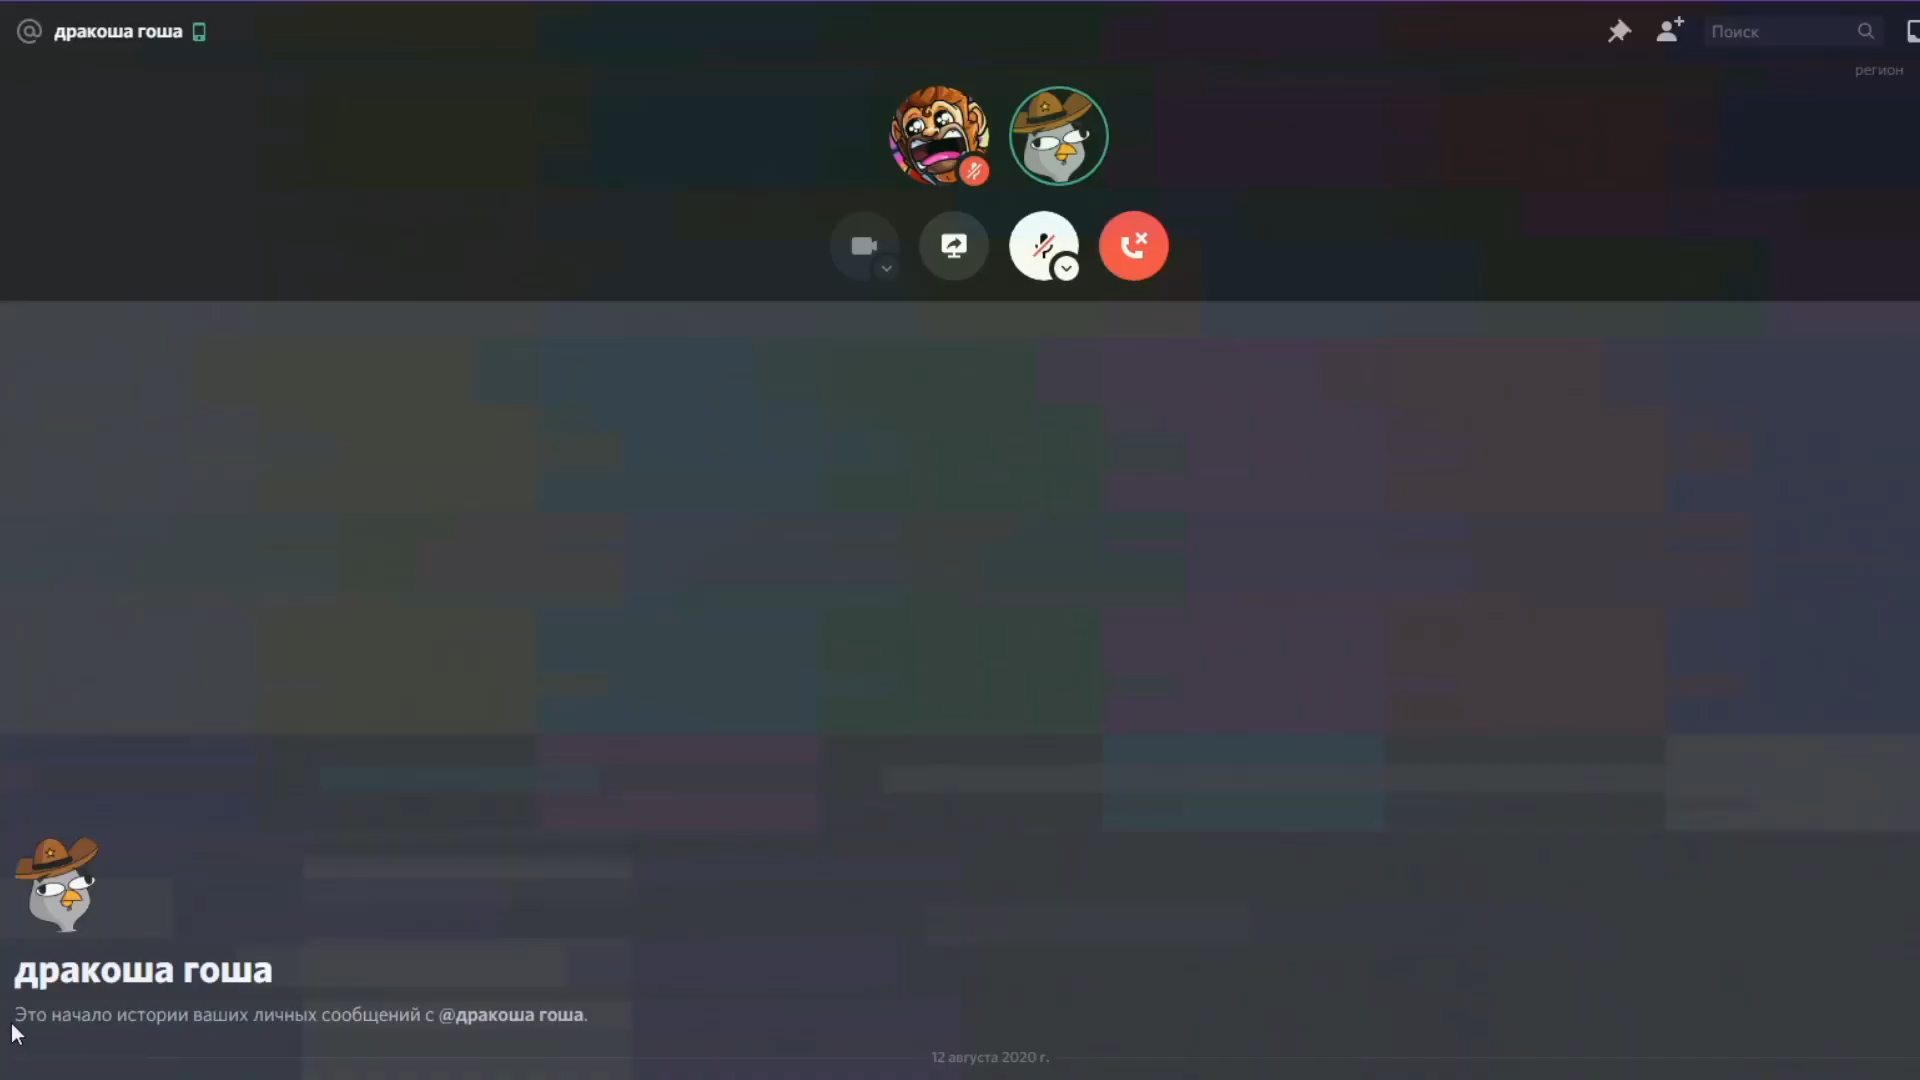 дракоша гоша
Поиск
регион
дракоша гоша
Это начало истории ваших личных сообщений с @дракоша гоша.
12 августа 2020 г.